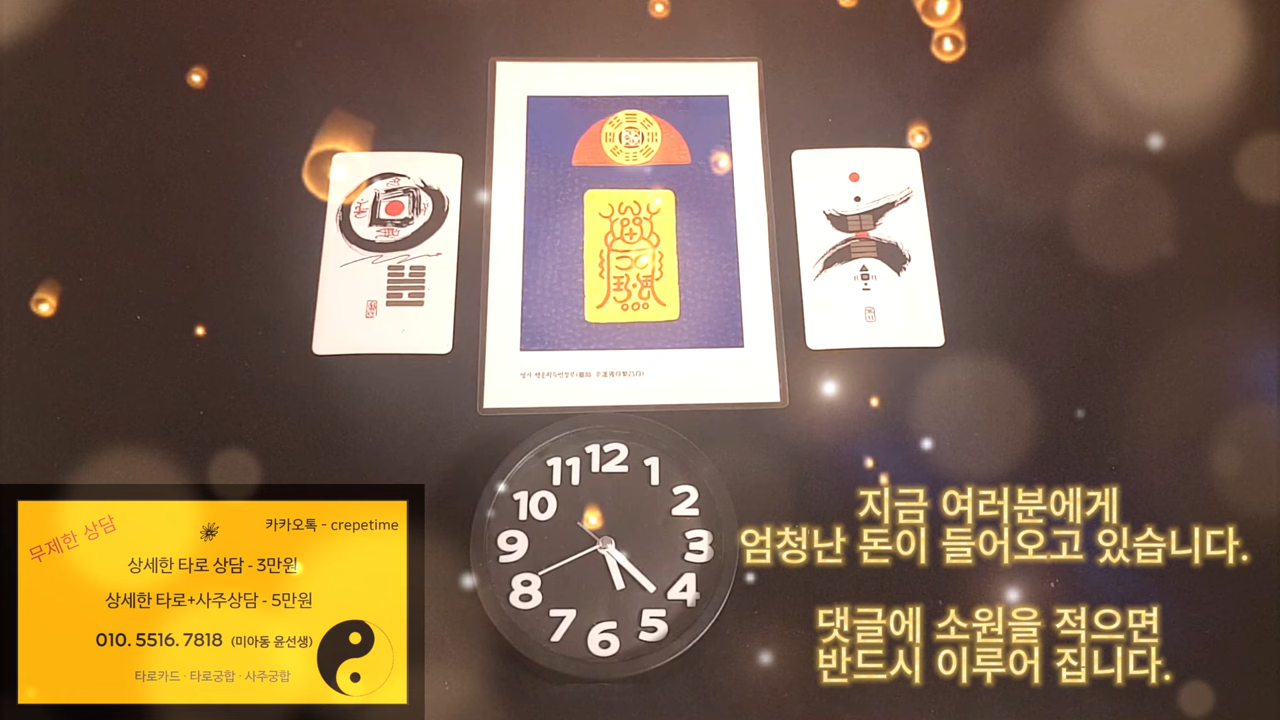 12
11
1
10
2
9
3
8
4
7
5
6
무제한 상담
카카오톡 - crepetime
상세한 타로 상담 - 3만원
상세한 타로+사주상담 - 5만원
010. 5516. 7818 (미아동 윤선생)
타로카드 · 타로궁합 · 사주궁합
지금 여러분에게
엄청난 돈이 들어오고 있습니다.
댓글에 소원을 적으면
반드시 이루어 집니다.